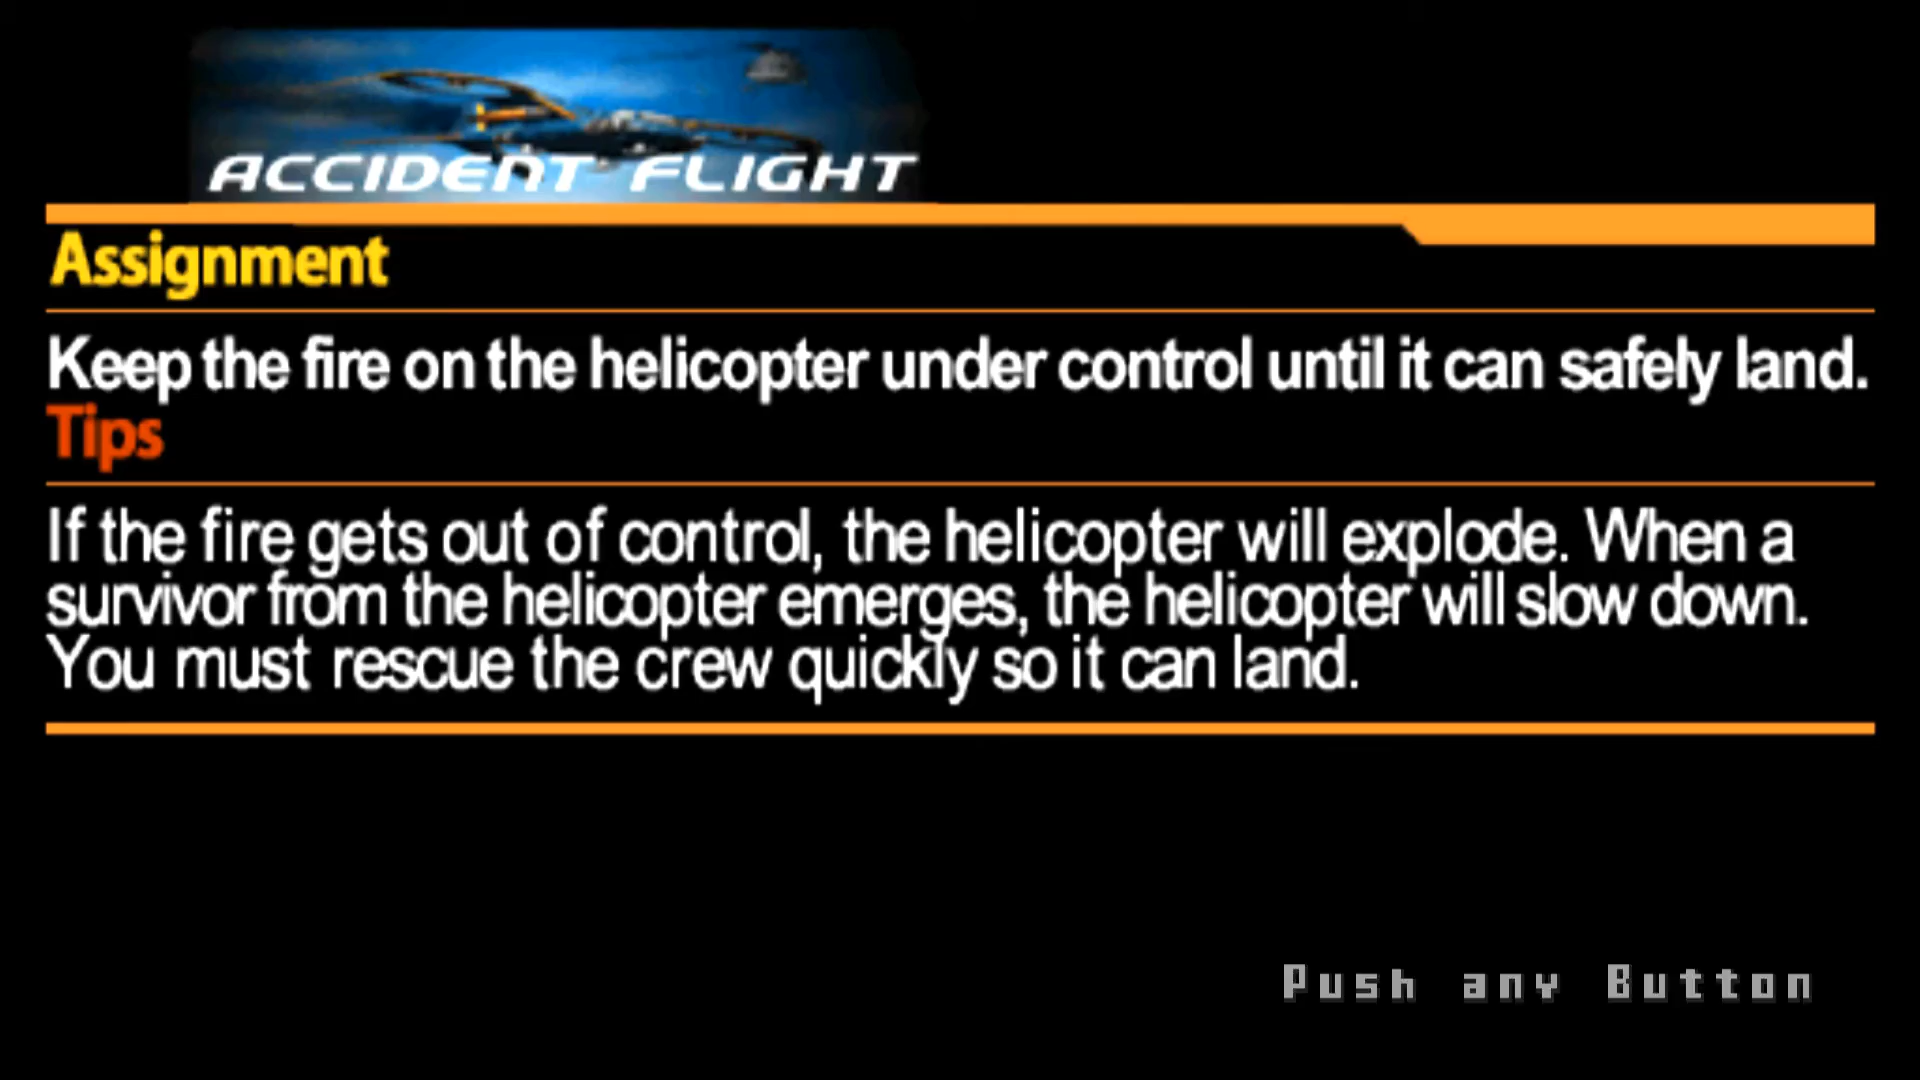 ACCIDENT FLIGHT
Assignment
Keep the fire on the helicopter under control until it can safely land.
Tips
If the fire gets out of control, the helicopter will explode. When a
survivor from the helicopter emerges, the helicopter will slow down.
You must rescue the crew quickly so it can land.
Push any Button